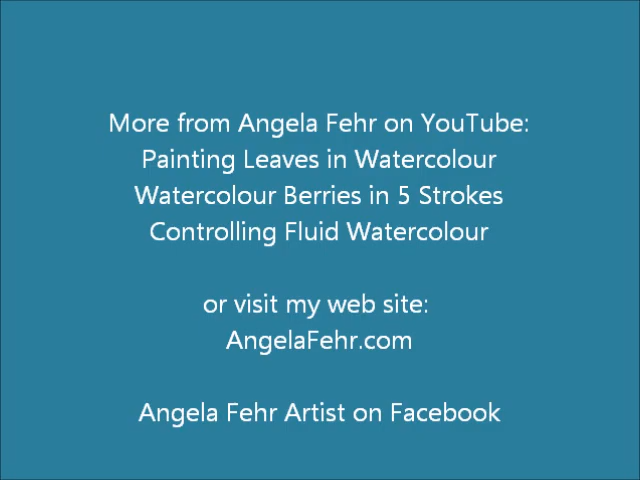 More from Angela Fehr on YouTube:
Painting Leaves in Watercolour
Watercolour Berries in 5 Strokes
Controlling Fluid Watercolour
or visit my web site:
AngelaFehr.com
Angela Fehr Artist on Facebook